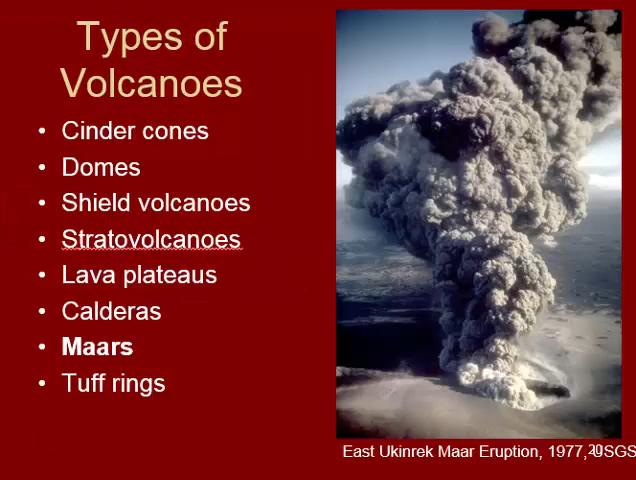 Types of
Volcanoes
• Cinder cones
• Domes
• Shield volcanoes
• Stratovolcanoes
• Lava plateaus
• Calderas
• Maars
• Tuff rings
East Ukinrek Maar Eruption, 1977, USGS
20